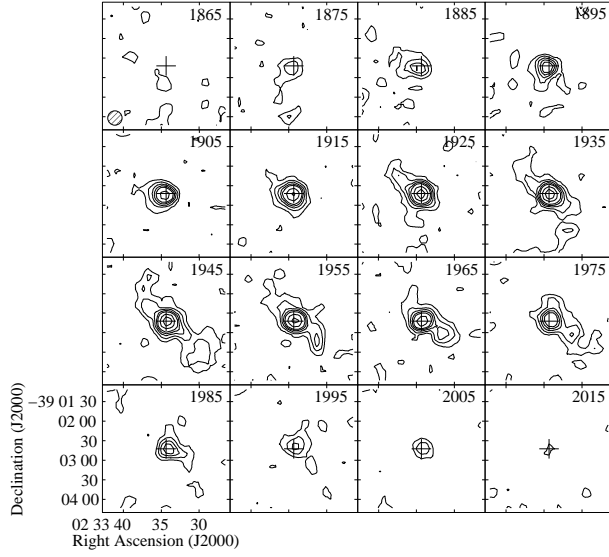 1865 1875 1885 1895
1905 1915 1925 1935
1945 1955 1965 1975
1985 1995 2005 2015
Declination (J2000)
−39 01 30
02 00
30
03 00
30
04 00
02 33 40 35 30
Right Ascension (J2000)